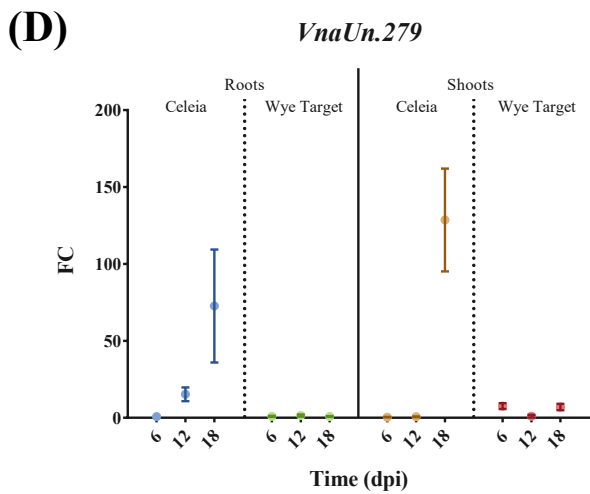 (D)
VnaUn.279
Roots
Shoots
Celeia
Wye Target
Celeia
Wye Target
200
150
100
50
0
FC
6 12 18 6 12 18 6 12 18 6 12 18
Time (dpi)